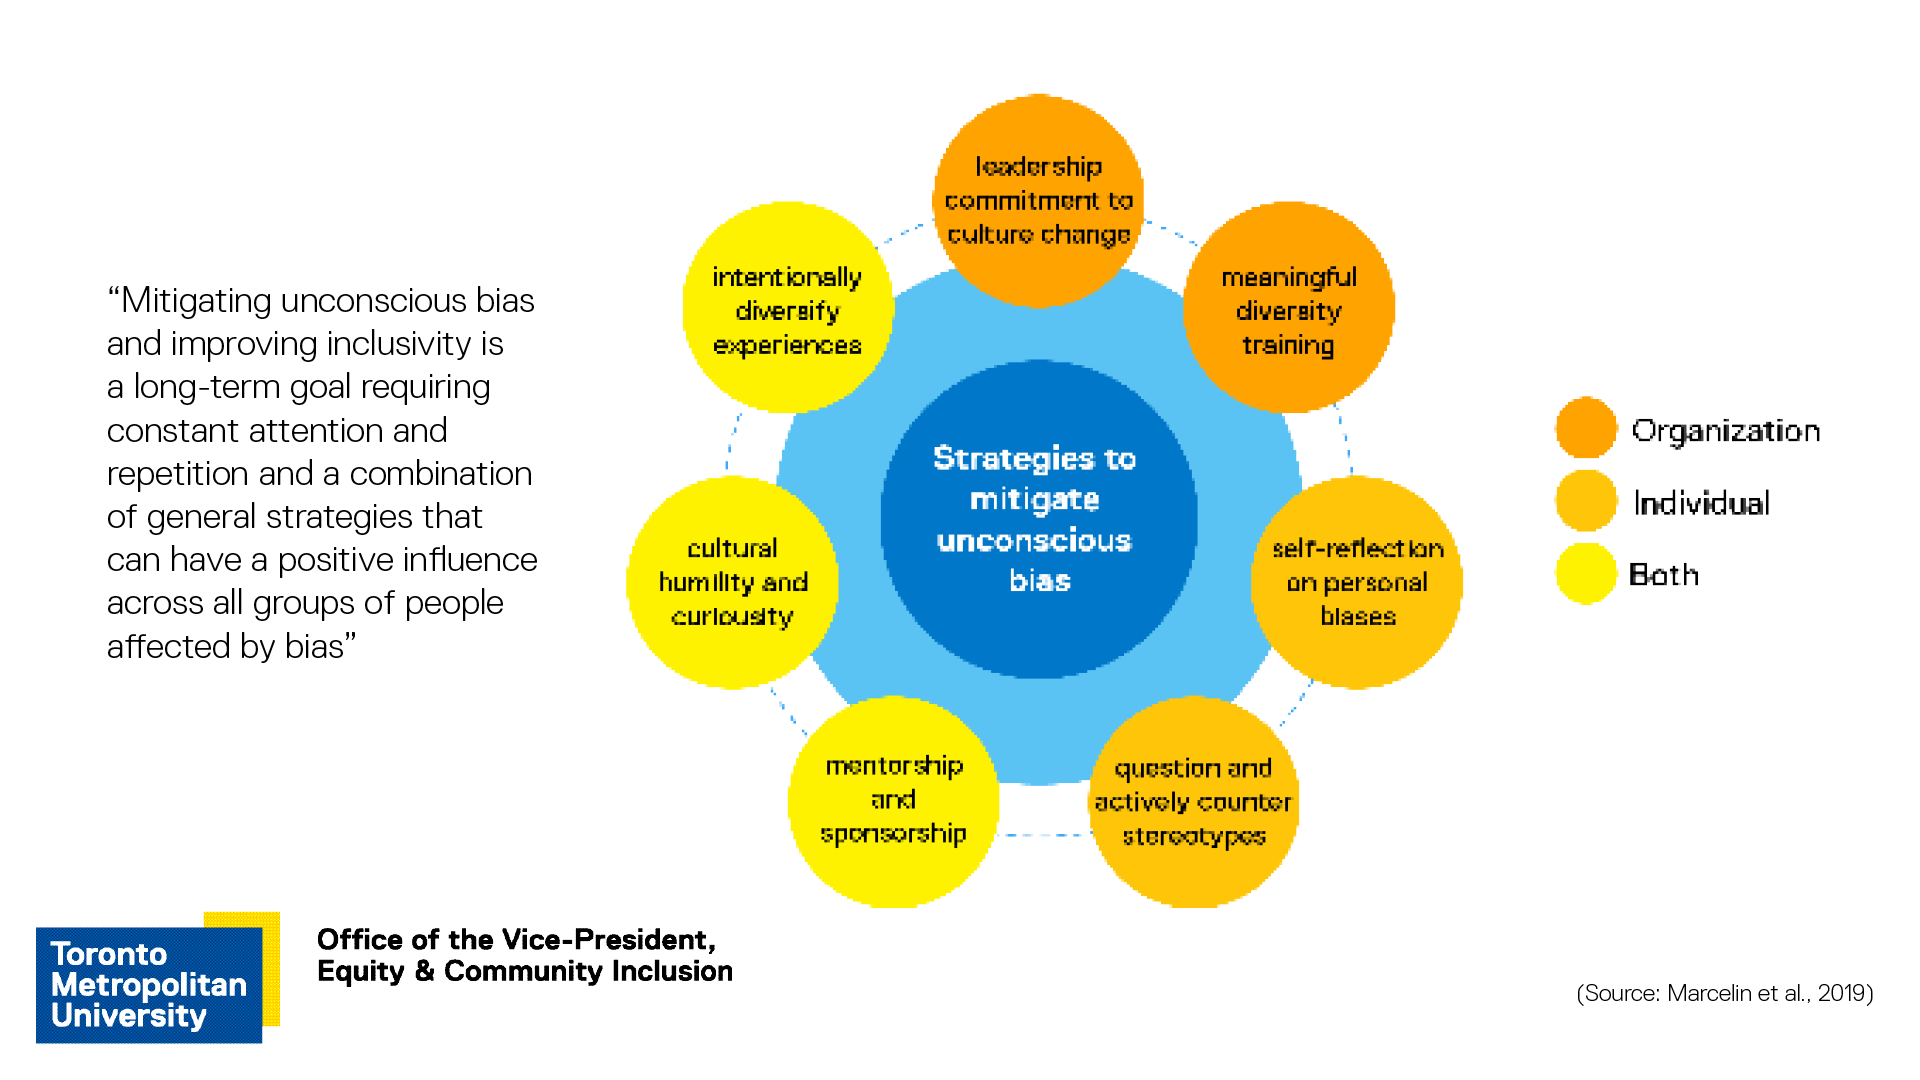 “Mitigating unconscious bias
and improving inclusivity is
a long-term goal requiring
constant attention and
repetition and a combination
of general strategies that
can have a positive influence
across all groups of people
affected by bias”
leadership
commitment to
culture change
meaningful
diversity
training
self-reflection
on personal
biases
question and
actively counter
stereotypes
mentorship
and
sponsorship
cultural
humility and
curiousity
intentionally
diversify
experiences
Strategies to
mitigate
unconscious
bias
Organization
Individual
Both
Toronto
Metropolitan
University
Office of the Vice-President,
Equity & Community Inclusion
(Source: Marcelin et al., 2019)